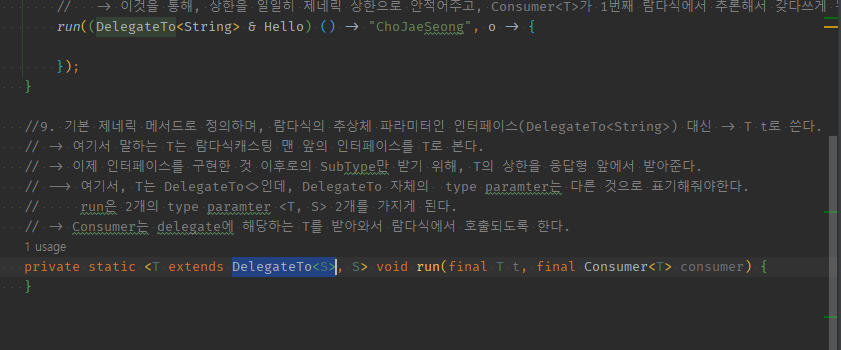 // -> 이것을 통해, 상한을 일일히 제네릭 상한으로 안적어주고, Consumer<T>가 1번째 람다식에서 추론해서 갖다쓰게
run((DelegateTo<String> & Hello) () -> "ChoJaeSeong", o -> {
});
}
//9. 기본 제네릭 메서드로 정의하며, 람다식의 추상체 파라미터인 인터페이스(DelegateTo<String>) 대신 -> T t로 쓴다.
// -> 여기서 말하는 T는 람다식캐스팅 맨 앞의 인터페이스를 T로 본다.
// -> 이제 인터페이스를 구현한 것 이후로의 SubType만 받기 위해, T의 상한을 응답형 앞에서 받아준다.
// --> 여기서, T는 DelegateTo<>인데, DelegateTo 자체의 type paramter는 다른 것으로 표기해줘야한다.
// run은 2개의 type paramter <T, S> 2개를 가지게 된다.
// -> Consumer는 delegate에 해당하는 T를 받아와서 람다식에서 호출되도록 한다.
1 usage
private static <T extends DelegateTo<S>, S> void run(final T t, final Consumer<T> consumer) {
}